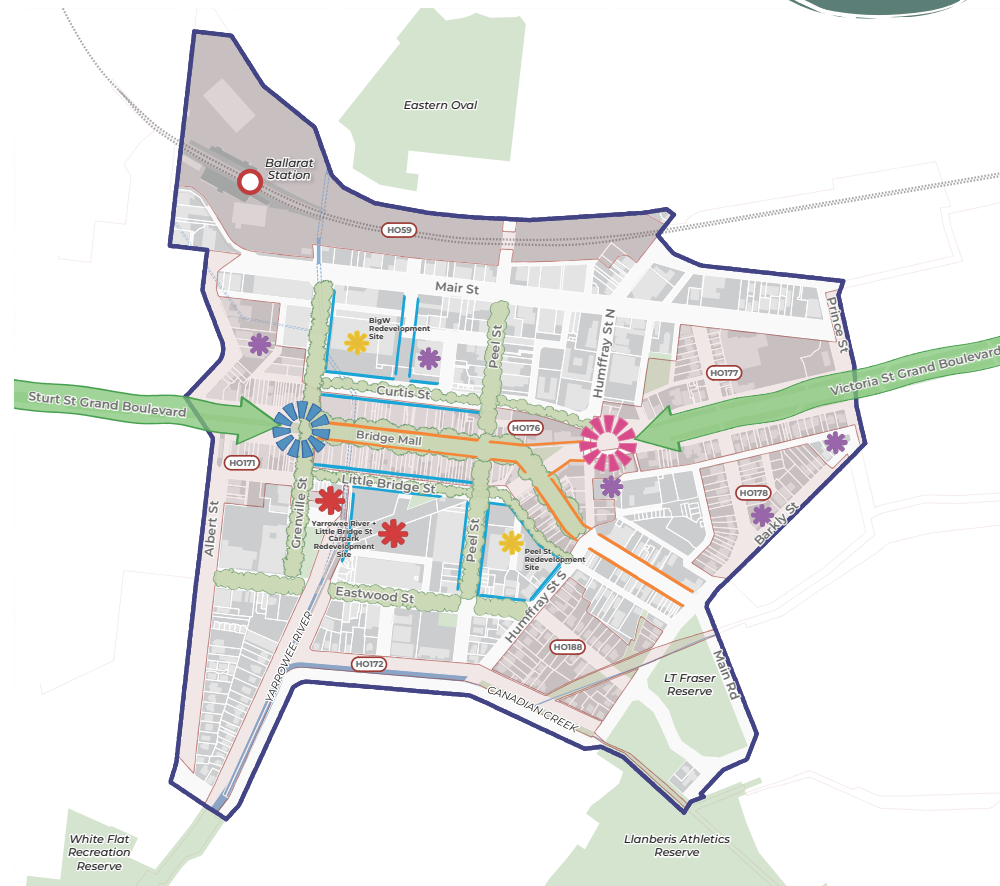 Eastern Oval
Ballarat
Station
HO59
Mair St
Prince St
BigW
Redevelopment
Site
Peel St
Humffray St N
HO177
Victoria St Grand Boulevard
Sturt St Grand Boulevard
Curtis St
HO176
Bridge Mall
HO171
Little Bridge St
HO178
Barkly St
Albert St
Grenville St
Yarrowee River +
Little Bridge St
Carpark
Redevelopment
Site
Peel St
Peel St
Redevelopment
Site
Eastwood St
Humffray St S
YARROWEE RIVER
HO188
HO172
CANADIAN CREEK
LT Fraser
Reserve
Main Rd
White Flat
Recreation
Reserve
Llanberis Athletics
Reserve